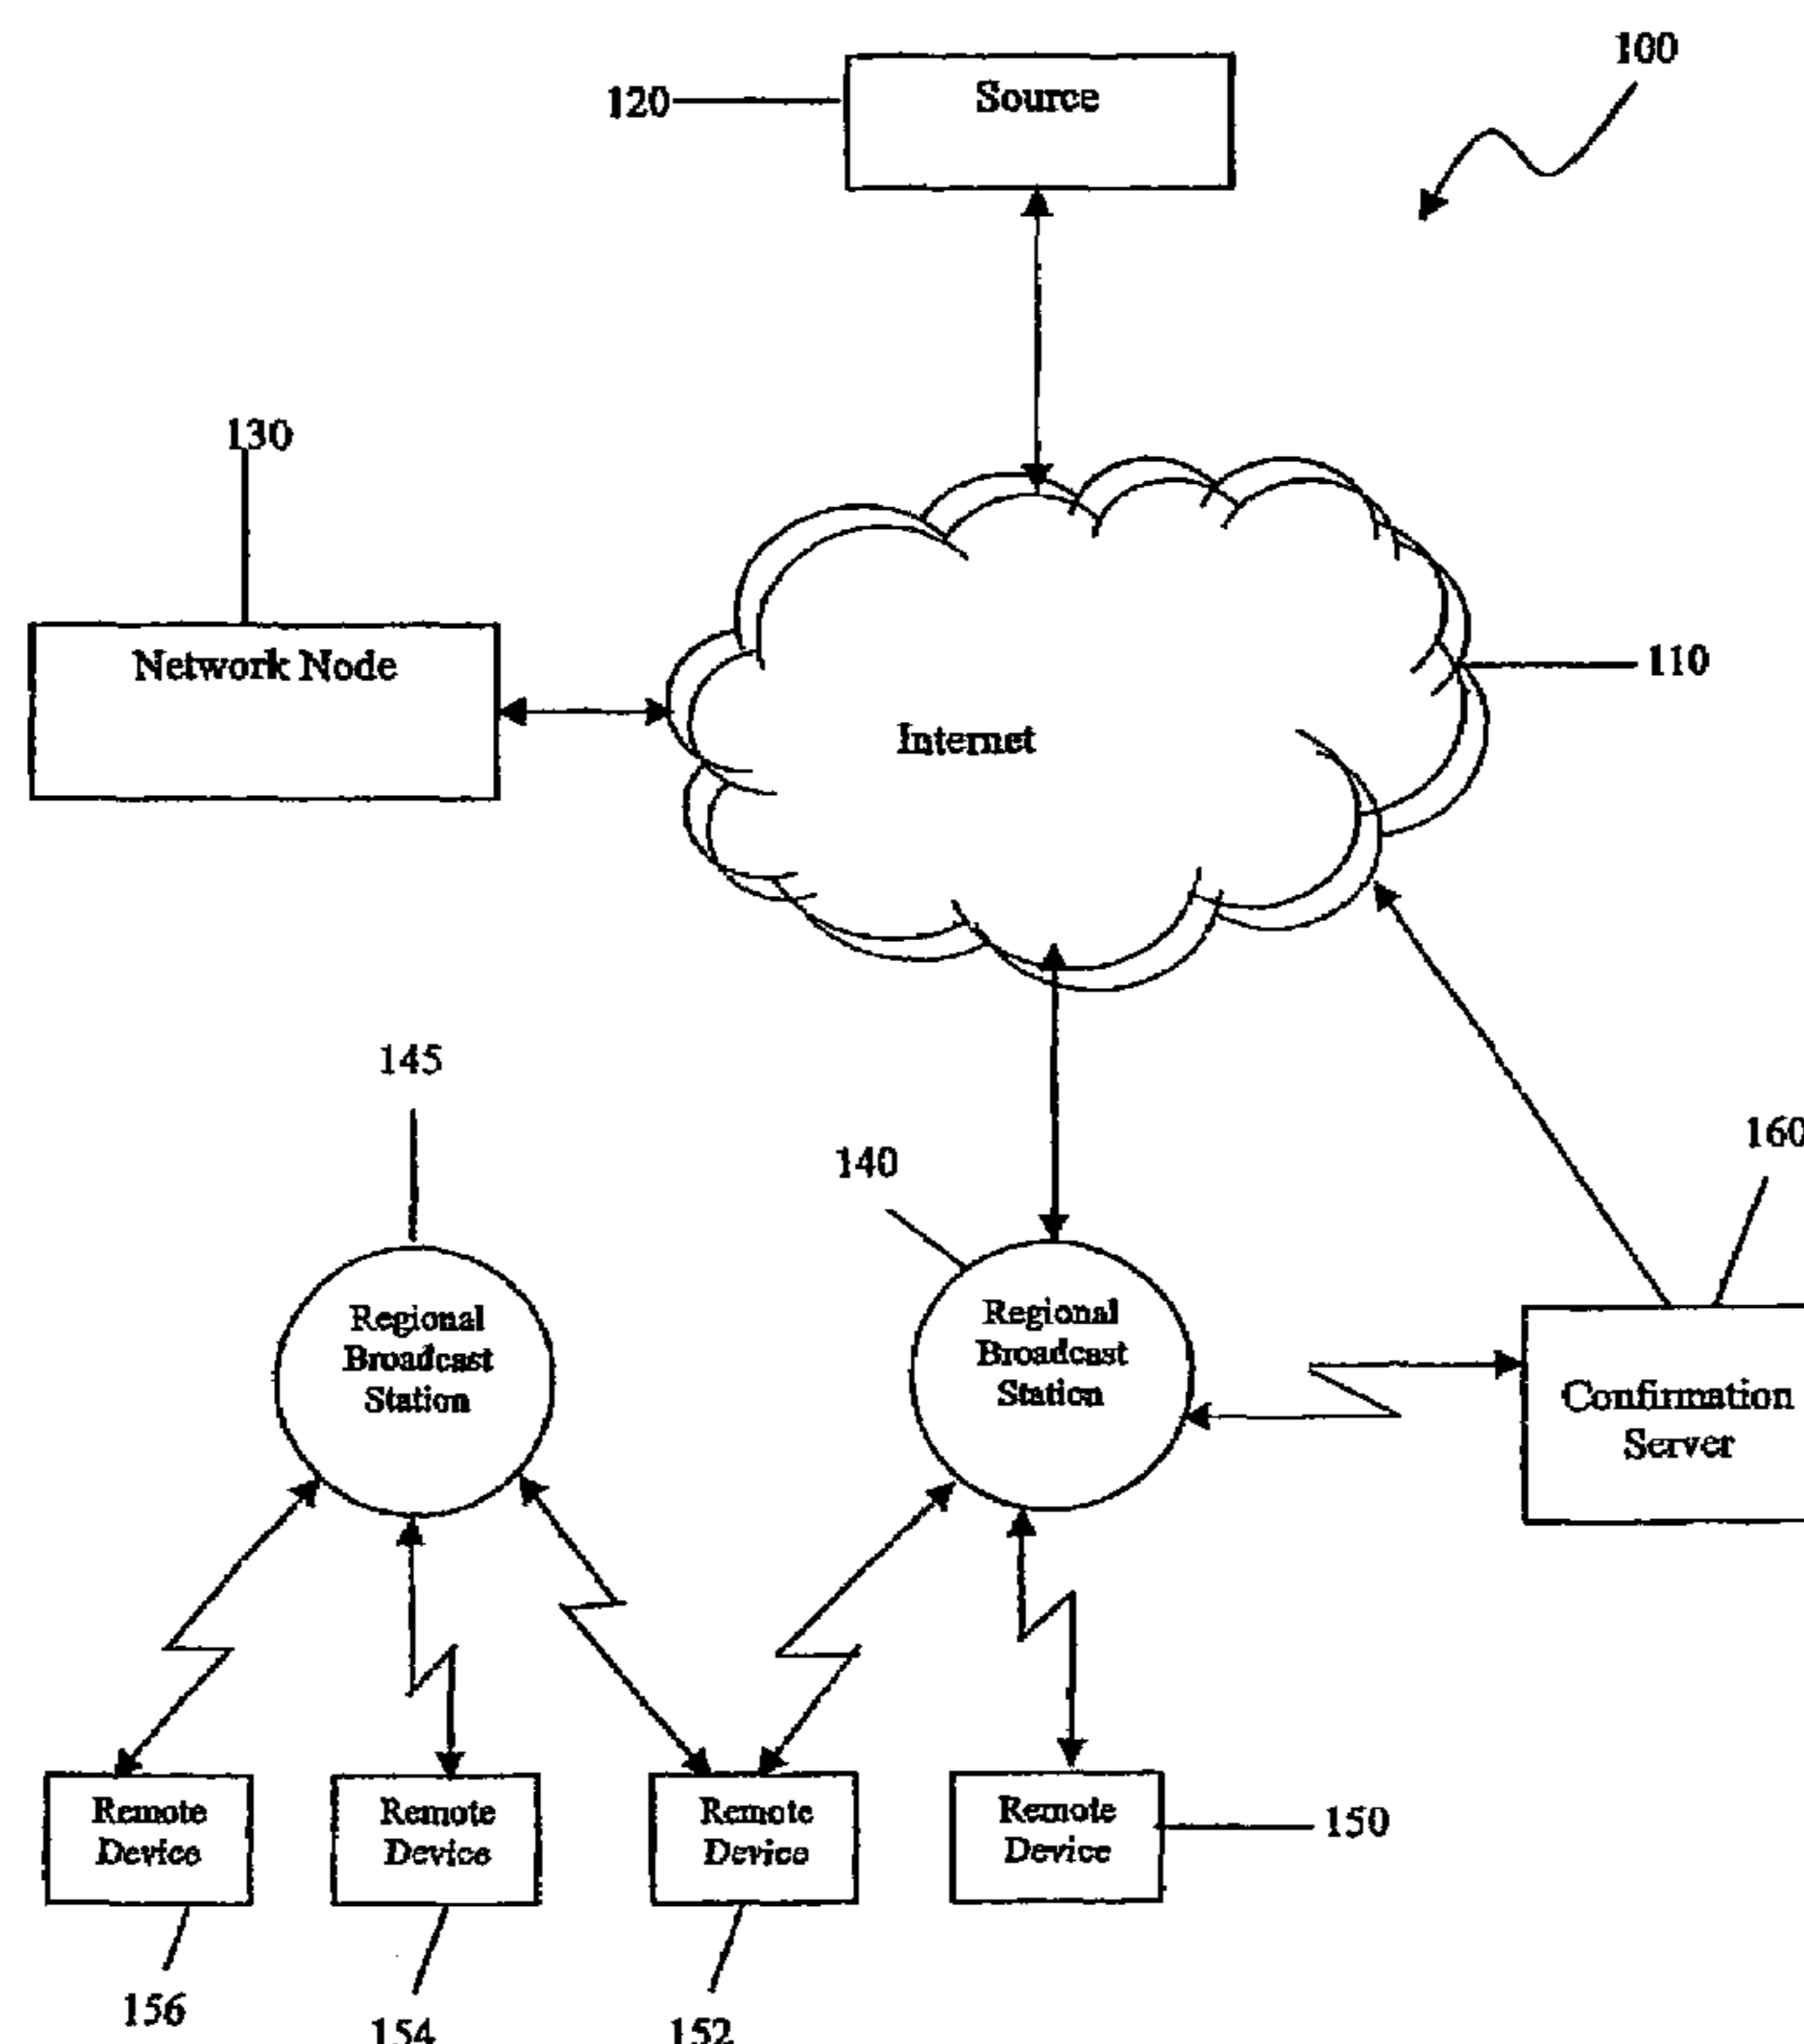 100
120
Source
130
Network Node
110
Internet
145
140
160
Regional
Broadcast
Station
Regional
Broadcast
Station
Confirmation
Server
Remote
Device
Remote
Device
Remote
Device
Remote
Device
150
156
154
152